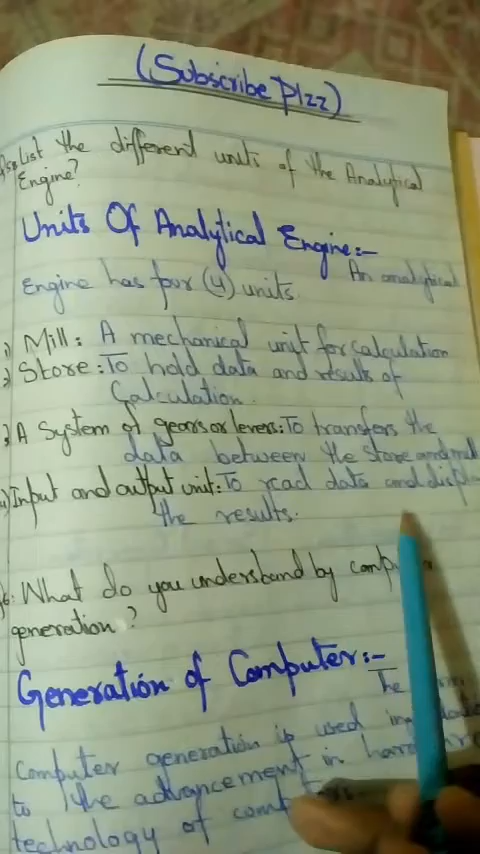 (Subscribe Plzz)
List the different units of the Analytical
Engine?
Units Of Analytical Engine:-
An analytical
Engine has four (4) units.
1) Mill: A mechanical unit for calculation
2) Store: To hold data and results of
Calculation.
3) A System of gears or levers: To transfers the
data between the store and mill
4) Input and output unit: To read data and
the results.
What do you understand by
generation?
Generation of Computer:-
The
Computer generation is used in
to the advancement in
technology of